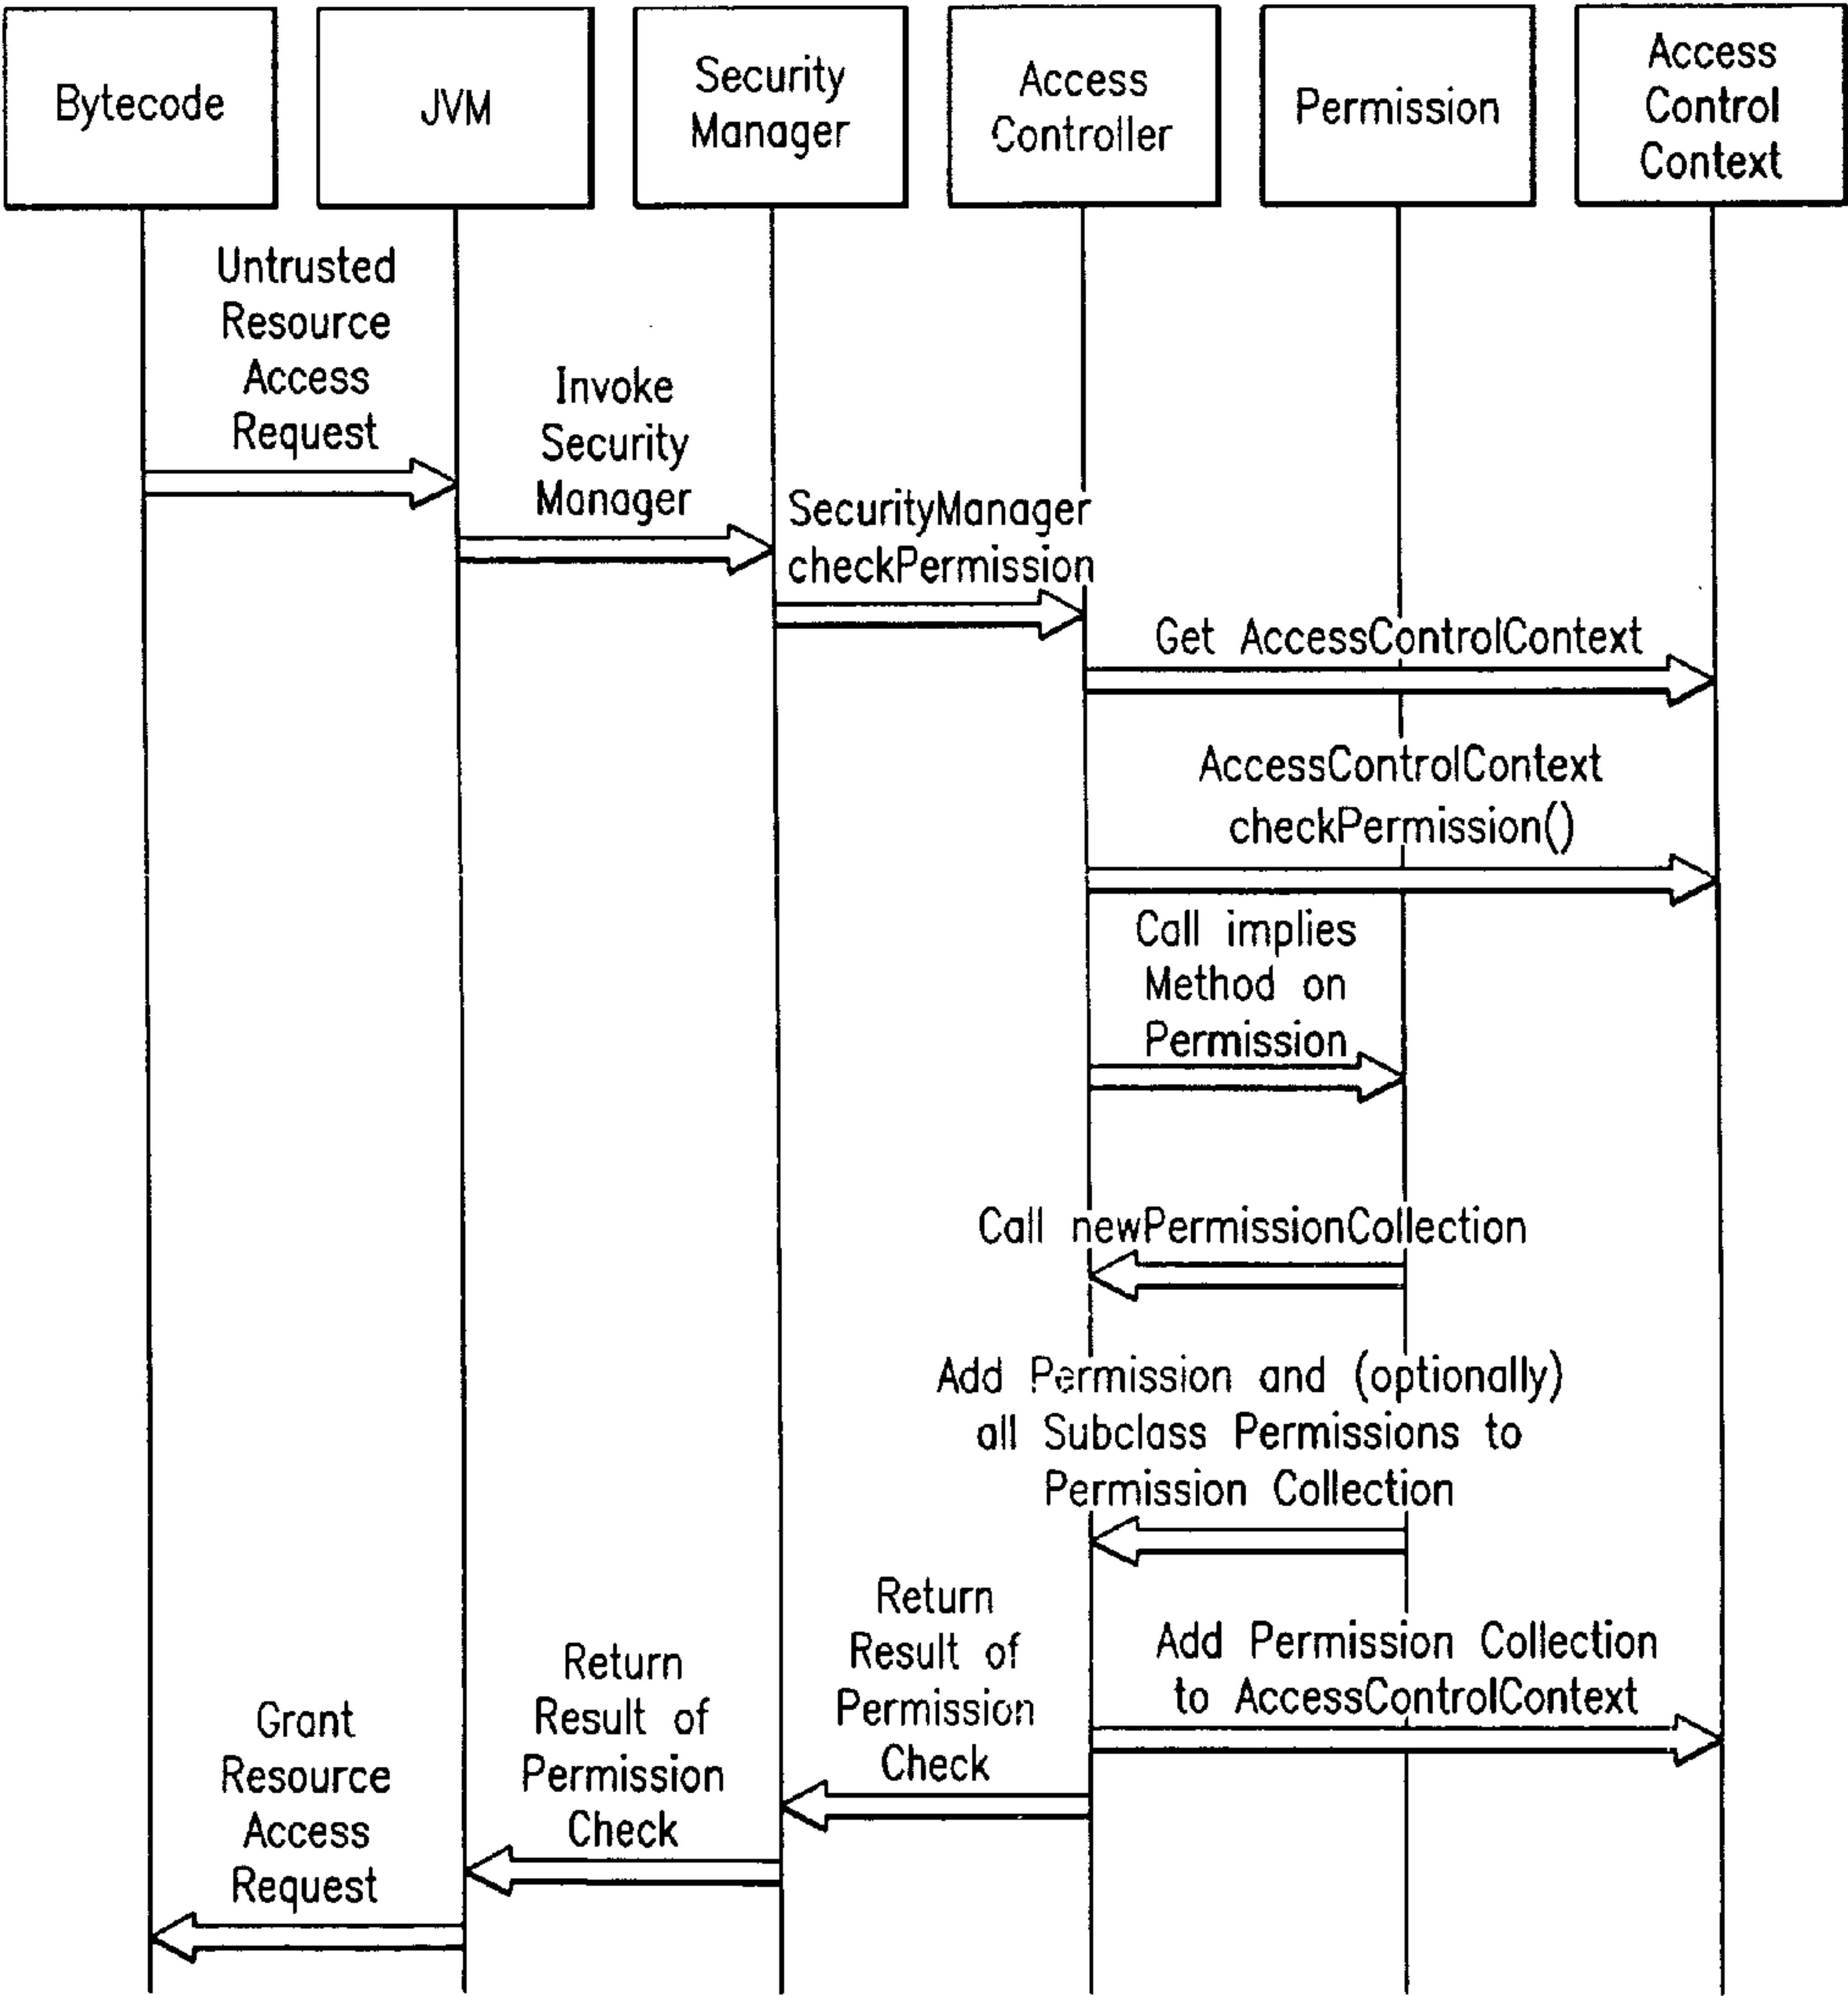 Bytecode
JVM
Security
Manager
Access
Controller
Permission
Access
Control
Context
Untrusted
Resource
Access
Request
Invoke
Security
Manager
SecurityManager
checkPermission
Get AccessControlContext
AccessControlContext
checkPermission()
Call implies
Method on
Permission
Call newPermissionCollection
Add Permission and (optionally)
all Subclass Permissions to
Permission Collection
Add Permission Collection
to AccessControlContext
Return
Result of
Permission
Check
Return
Result of
Permission
Check
Grant
Resource
Access
Request